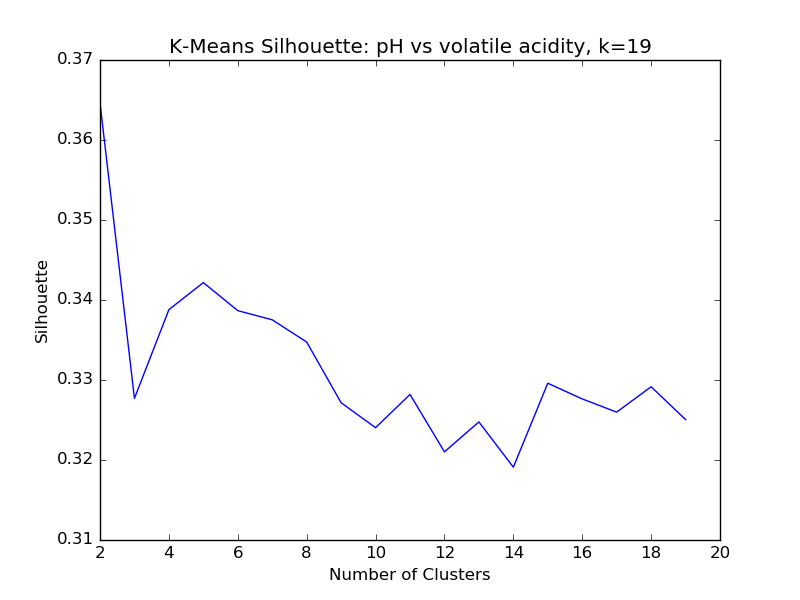 K-Means Silhouette: pH vs volatile acidity, k=19
0.37
0.36
0.35
0.34
0.33
0.32
0.31
Silhouette
2 4 6 8 10 12 14 16 18 20
Number of Clusters